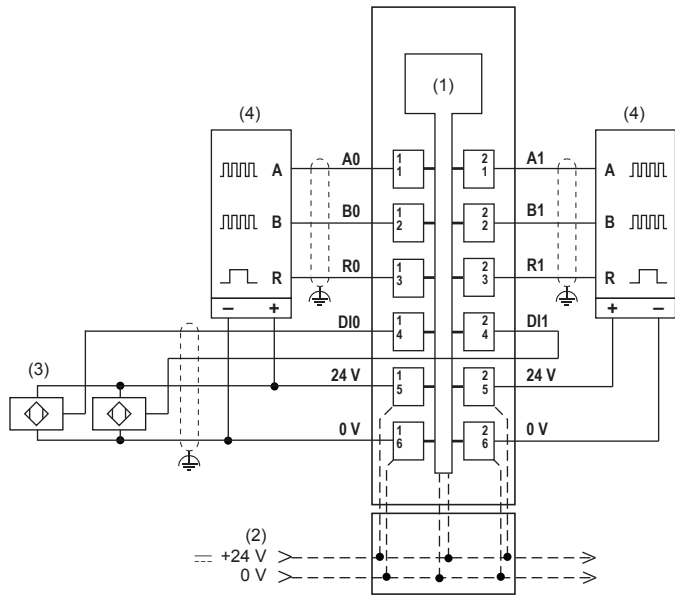 (1)
(4)
(4)
A A0 1 1 2 1 A1 A
B B0 1 2 2 2 B1 B
R R0 1 3 2 3 R1 R
− + + −
DI0 1 4 2 4 DI1
(3)
24 V 1 5 2 5 24 V
0 V 1 6 2 6 0 V
(2)
+24 V
0 V